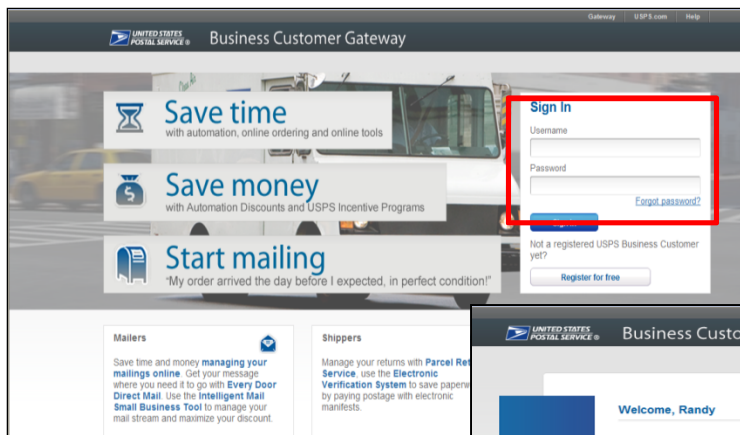 Gateway USPS.com Help
UNITED STATES
POSTAL SERVICE ® Business Customer Gateway
Save time
with automation, online ordering and online tools
Save money
with Automation Discounts and USPS Incentive Programs
Start mailing
"My order arrived the day before I expected, in perfect condition!"
Sign In
Username
Password
Forgot password?
Not a registered USPS Business Customer
yet?
Register for free
Mailers
Save time and money managing your
mailings online. Get your message
where you need it to go with Every Door
Direct Mail. Use the Intelligent Mail
Small Business Tool to manage your
mail stream and maximize your discount.
Shippers
Manage your returns with Parcel Ret
Service, use the Electronic
Verification System to save paperw
by paying postage with electronic
manifests.
UNITED STATES
POSTAL SERVICE ® Business Custo
Welcome, Randy